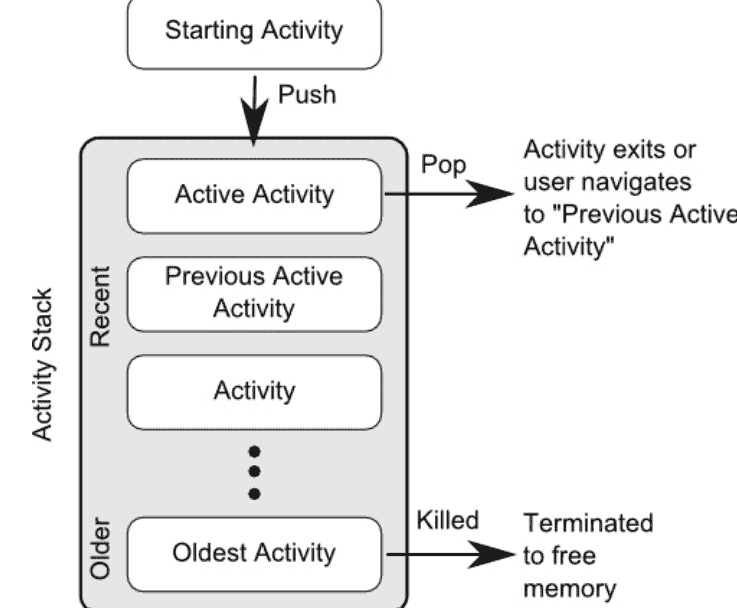 Starting Activity
Push
Active Activity
Pop
Activity exits or
user navigates
to "Previous Active
Activity"
Activity Stack
Recent
Previous Active
Activity
Activity
Older
Oldest Activity
Killed
Terminated
to free
memory